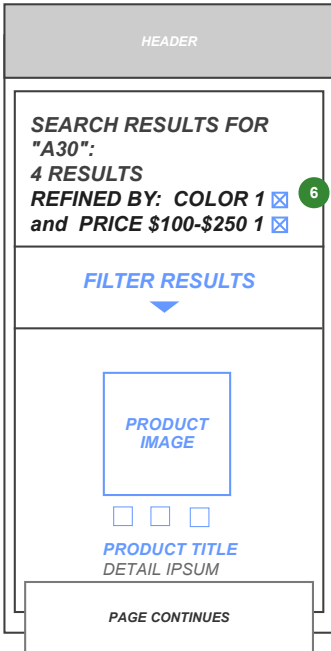 HEADER
SEARCH RESULTS FOR
"A30":
4 RESULTS
REFINED BY: COLOR 1
and PRICE $100-$250 1
6
FILTER RESULTS
PRODUCT
IMAGE
PRODUCT TITLE
DETAIL IPSUM
PAGE CONTINUES